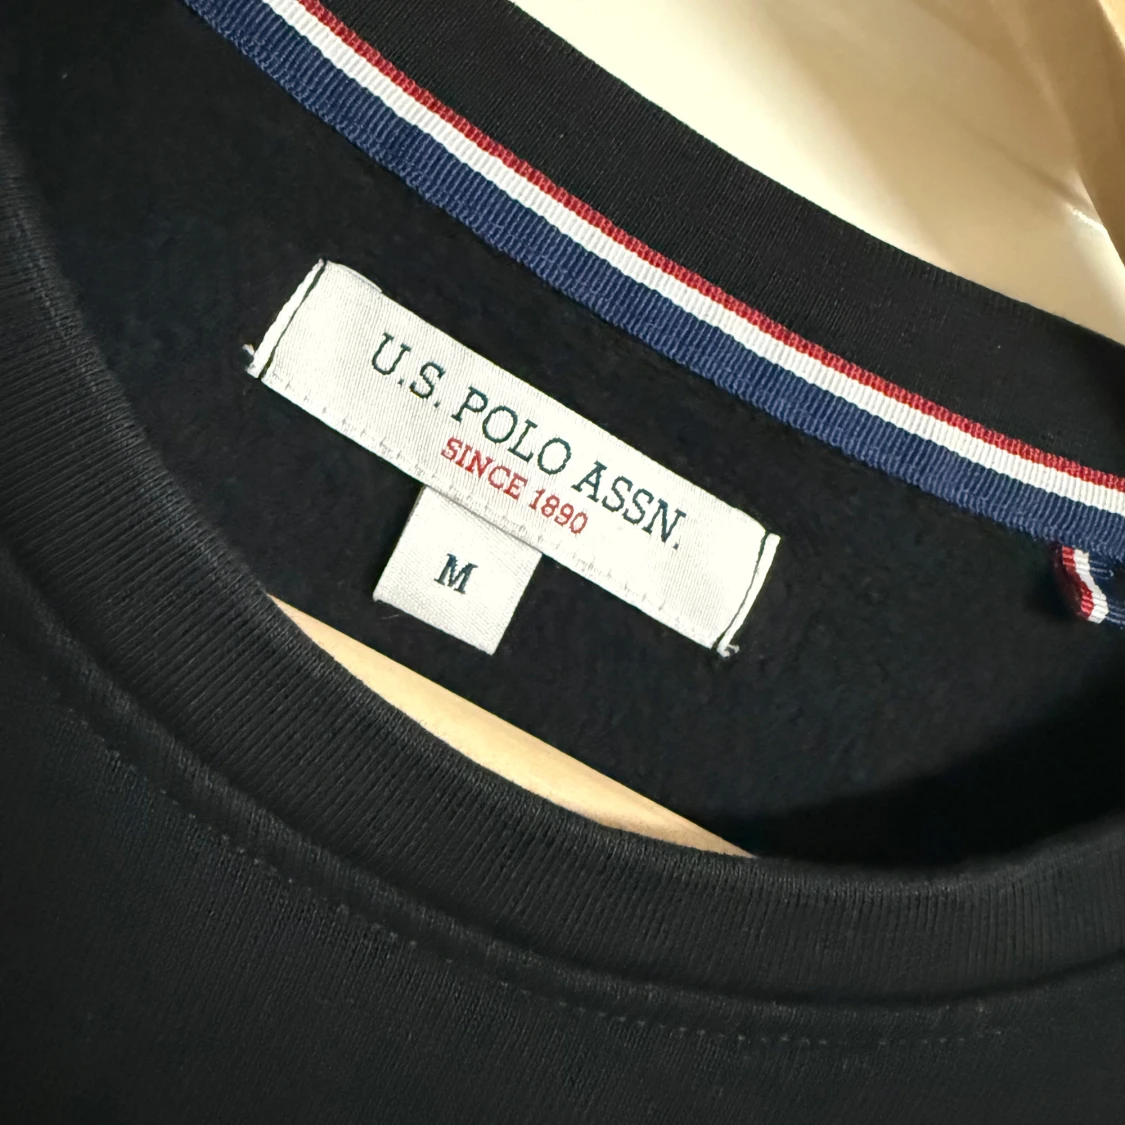 U.S. POLO ASSN.
SINCE 1890
M